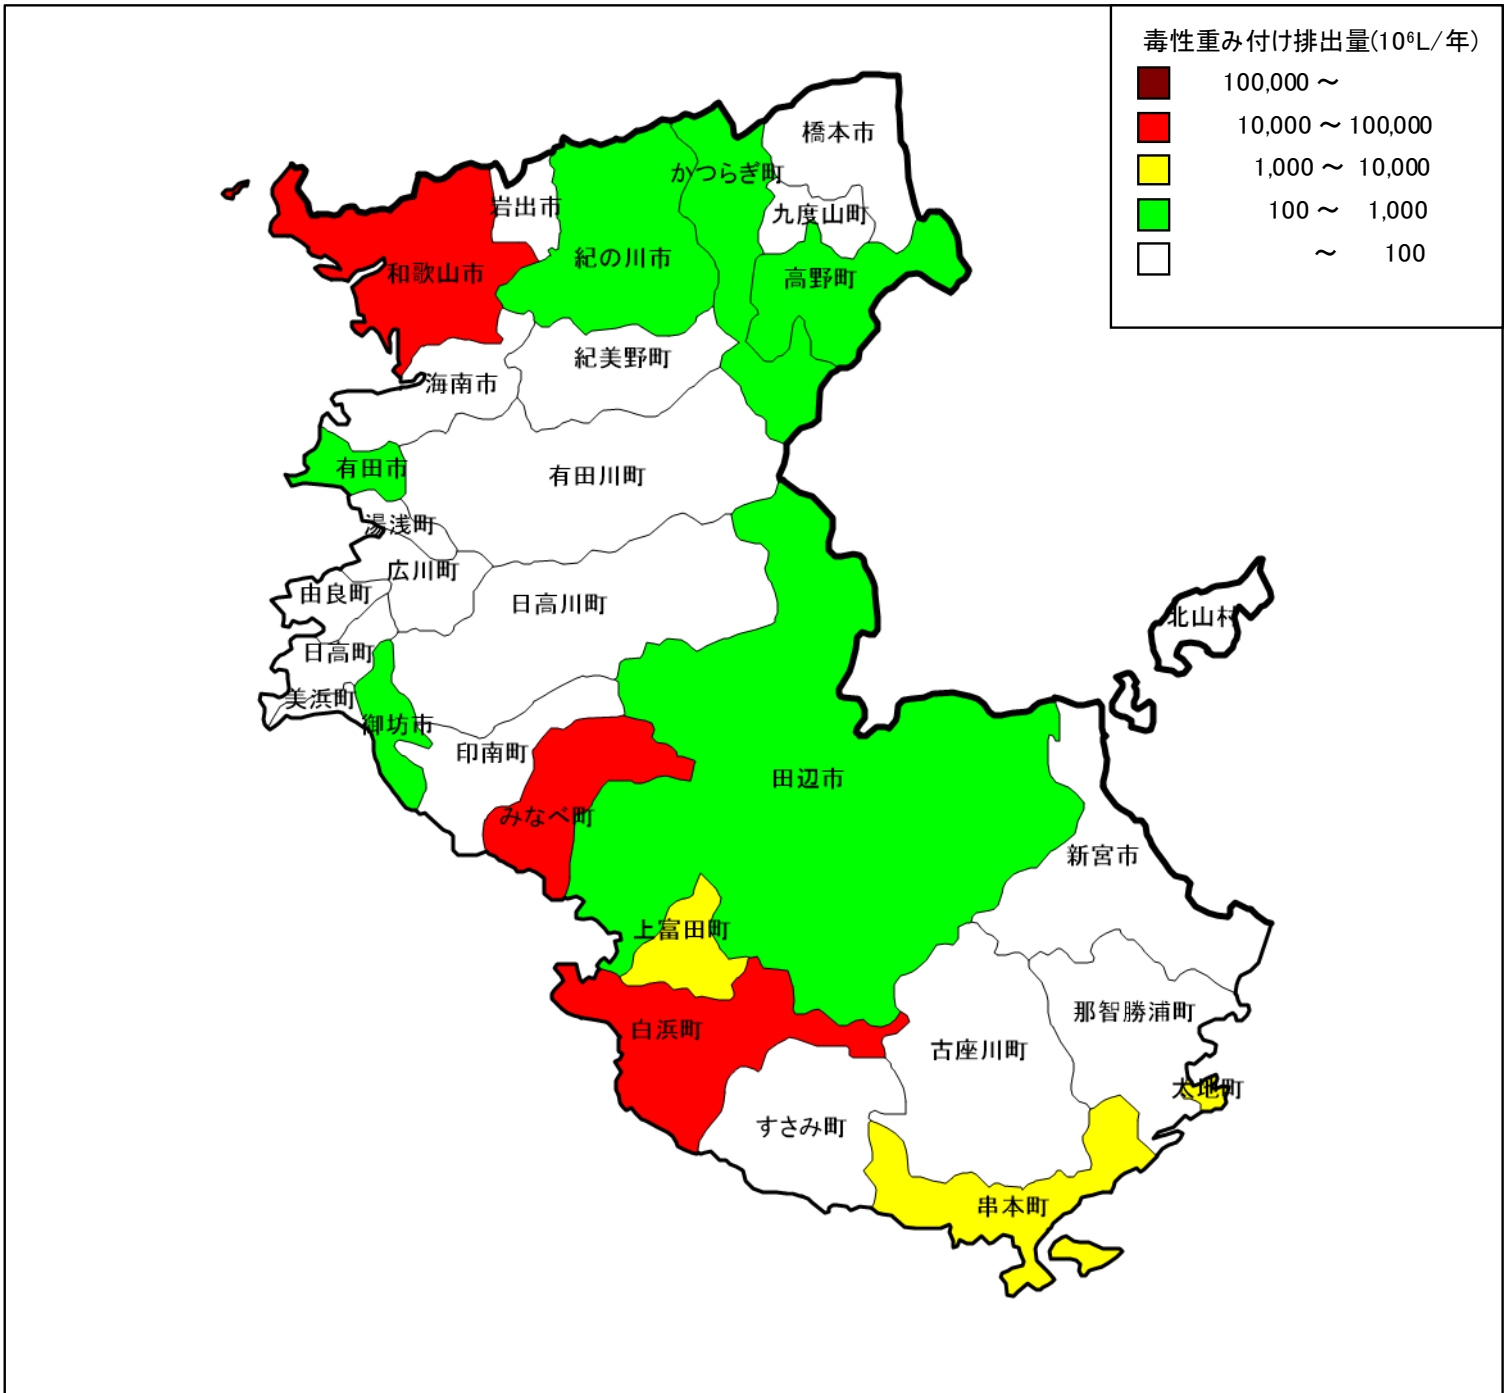 毒性重み付け排出量(10⁶L/年)
100,000 ～
10,000 ～ 100,000
1,000 ～ 10,000
100 ～ 1,000
～ 100
橋本市
かつらぎ町
岩出市
九度山町
紀の川市
和歌山市
高野町
紀美野町
海南市
有田市
有田川町
湯浅町
広川町
由良町
日高川町
北山村
日高町
美浜町
御坊市
印南町
田辺市
みなべ町
新宮市
上富田町
那智勝浦町
白浜町
古座川町
太地町
すさみ町
串本町